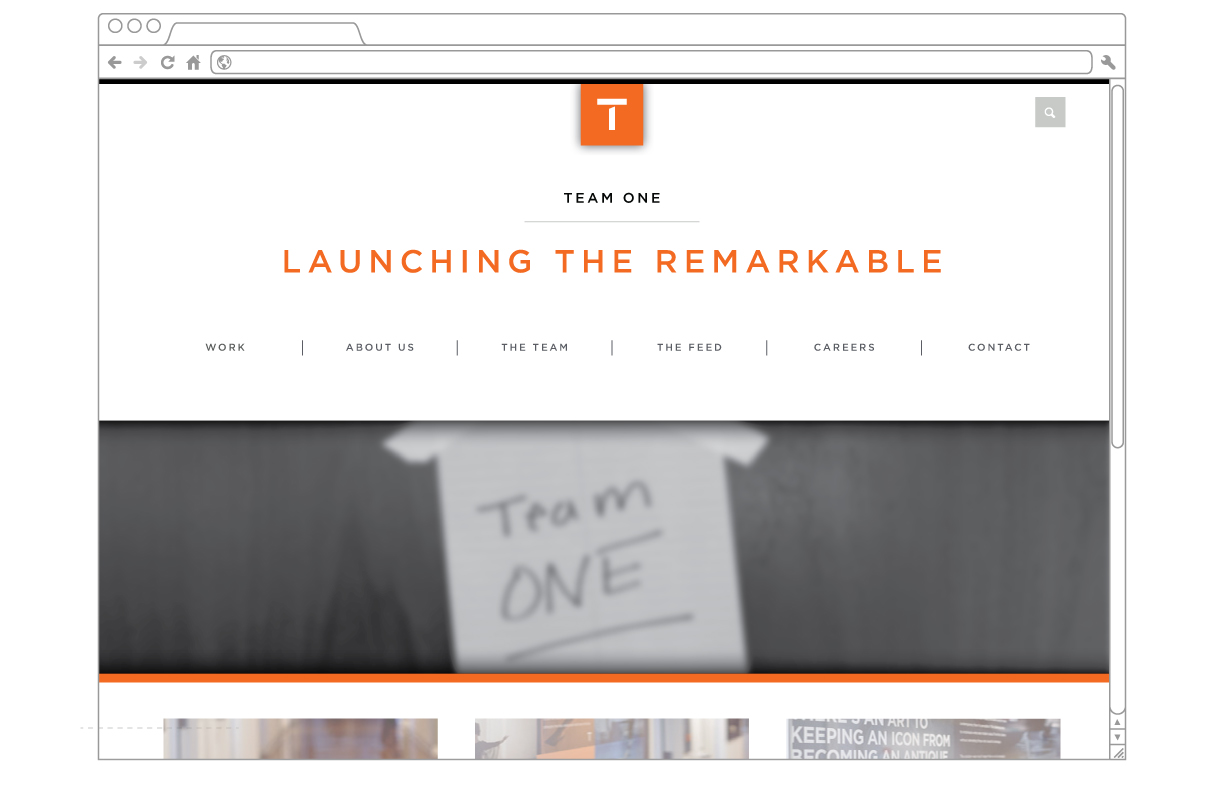 T
TEAM ONE
LAUNCHING THE REMARKABLE
WORK
ABOUT US
THE TEAM
THE FEED
CAREERS
CONTACT
Team
ONE
THERE'S AN ART TO
KEEPING AN ICON FROM
BECOMING AN ANTIQUE